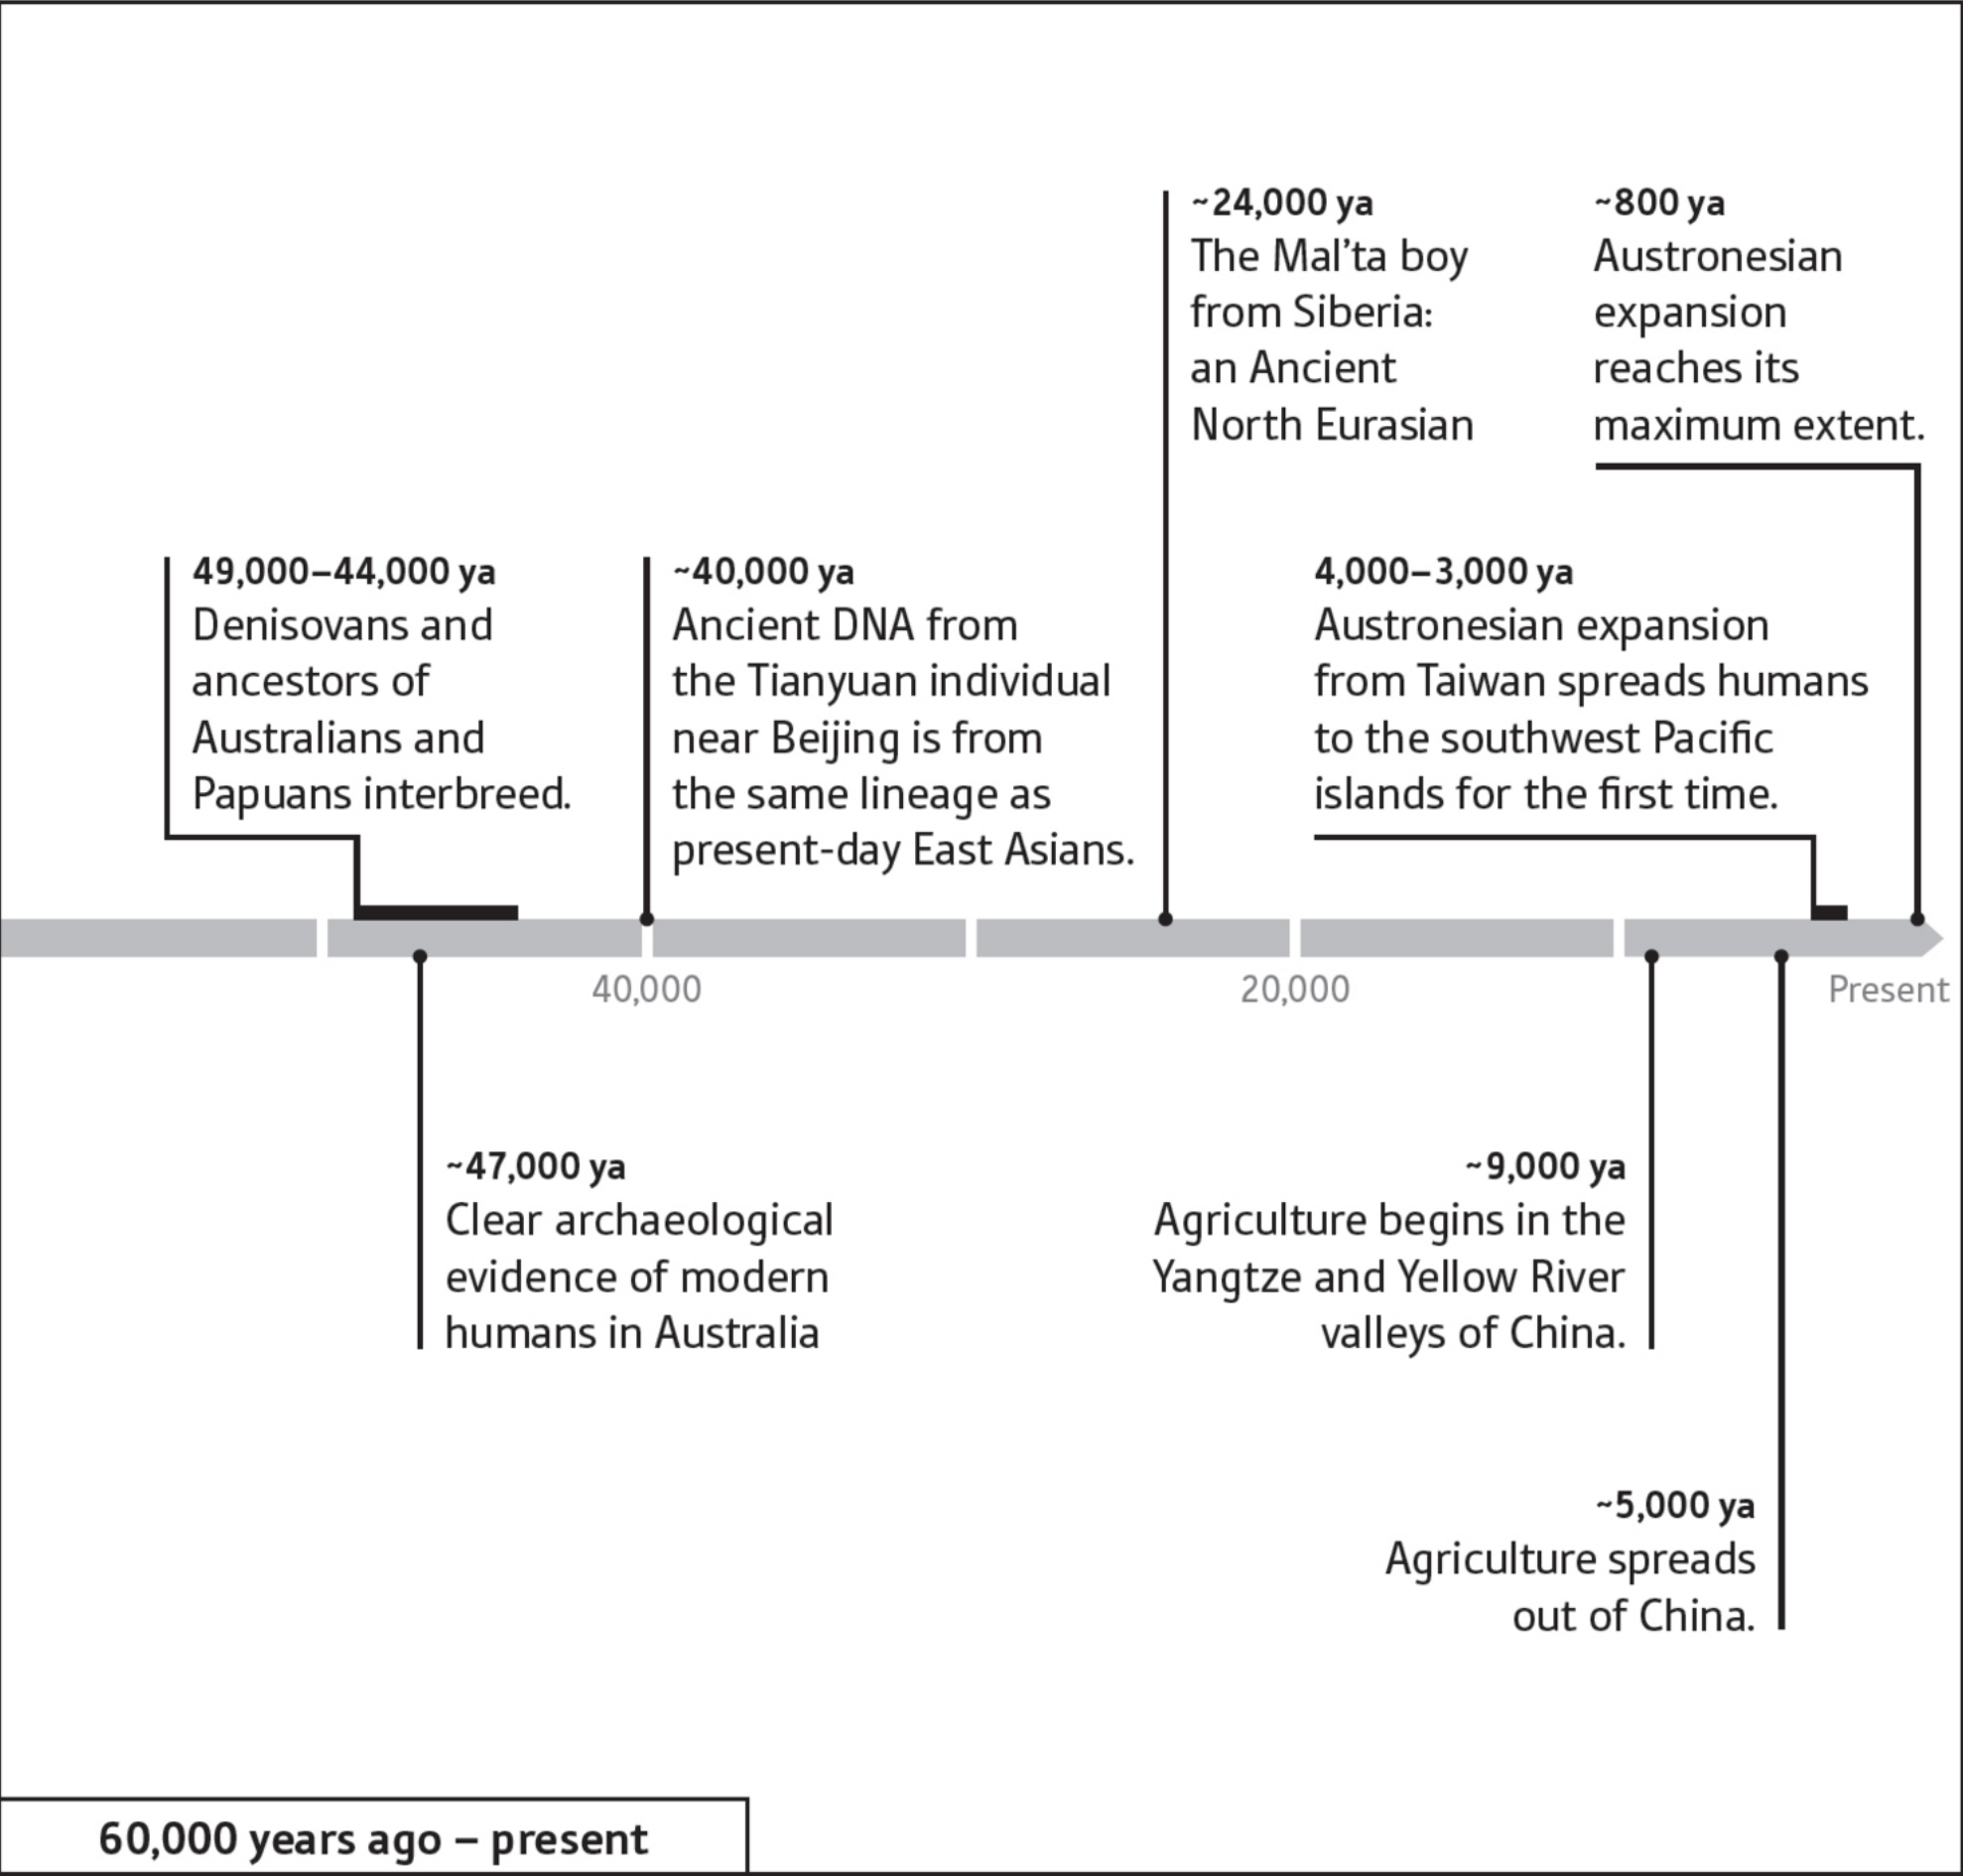 ~24,000 ya
The Mal’ta boy
from Siberia:
an Ancient
North Eurasian
~800 ya
Austronesian
expansion
reaches its
maximum extent.
49,000–44,000 ya
Denisovans and
ancestors of
Australians and
Papuans interbreed.
~40,000 ya
Ancient DNA from
the Tianyuan individual
near Beijing is from
the same lineage as
present-day East Asians.
4,000–3,000 ya
Austronesian expansion
from Taiwan spreads humans
to the southwest Pacific
islands for the first time.
40,000
20,000
Present
~47,000 ya
Clear archaeological
evidence of modern
humans in Australia
~9,000 ya
Agriculture begins in the
Yangtze and Yellow River
valleys of China.
~5,000 ya
Agriculture spreads
out of China.
60,000 years ago – present